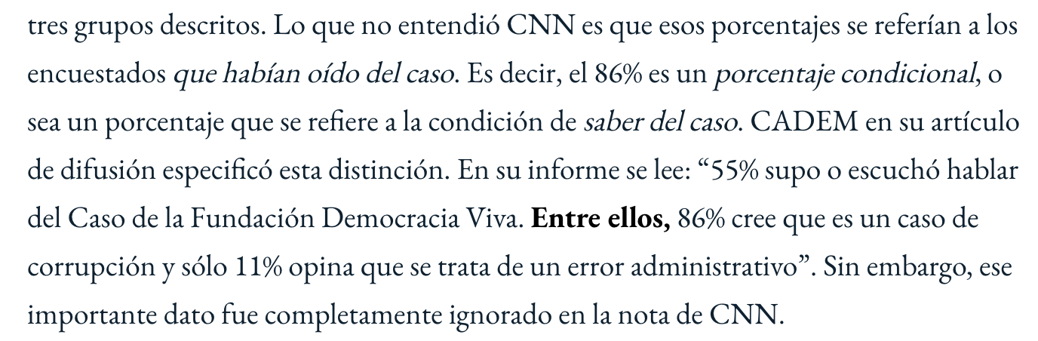 tres grupos descritos. Lo que no entendió CNN es que esos porcentajes se referían a los
encuestados que habían oído del caso. Es decir, el 86% es un porcentaje condicional, o
sea un porcentaje que se refiere a la condición de saber del caso. CADEM en su artículo
de difusión especificó esta distinción. En su informe se lee: “55% supo o escuchó hablar
del Caso de la Fundación Democracia Viva. Entre ellos, 86% cree que es un caso de
corrupción y sólo 11% opina que se trata de un error administrativo”. Sin embargo, ese
importante dato fue completamente ignorado en la nota de CNN.